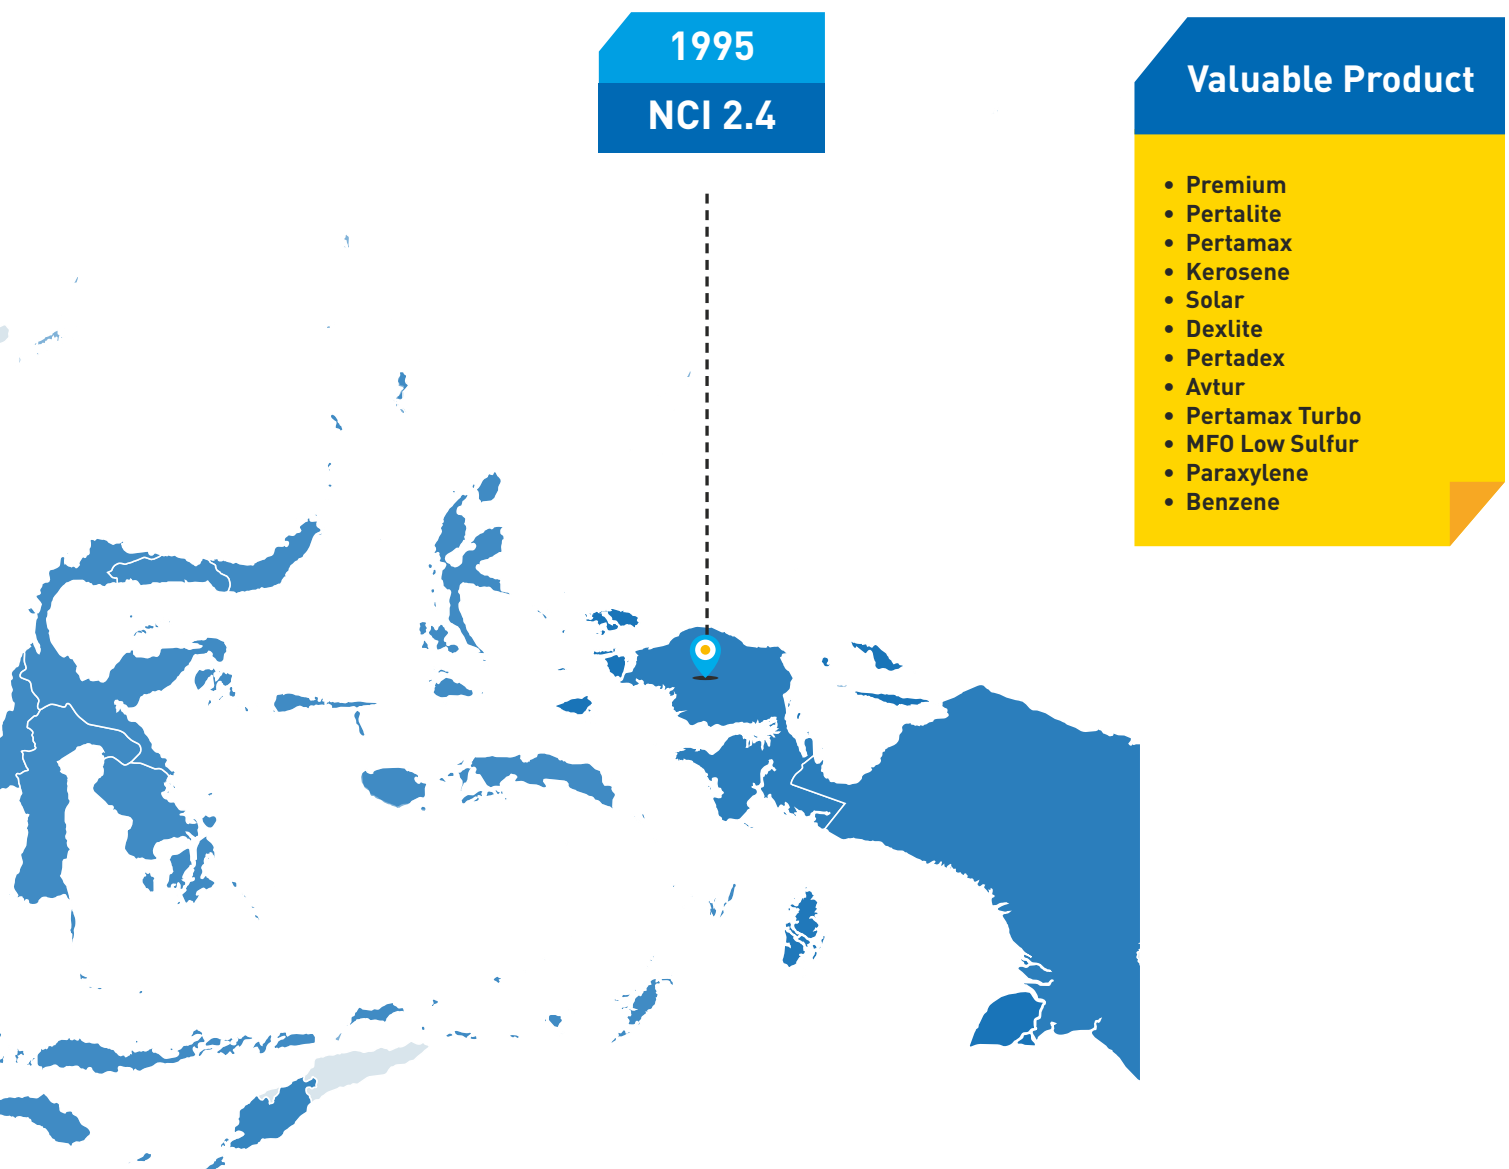 1995
NCI 2.4
Valuable Product
• Premium
• Pertalite
• Pertamax
• Kerosene
• Solar
• Dexlite
• Pertadex
• Avtur
• Pertamax Turbo
• MFO Low Sulfur
• Paraxylene
• Benzene